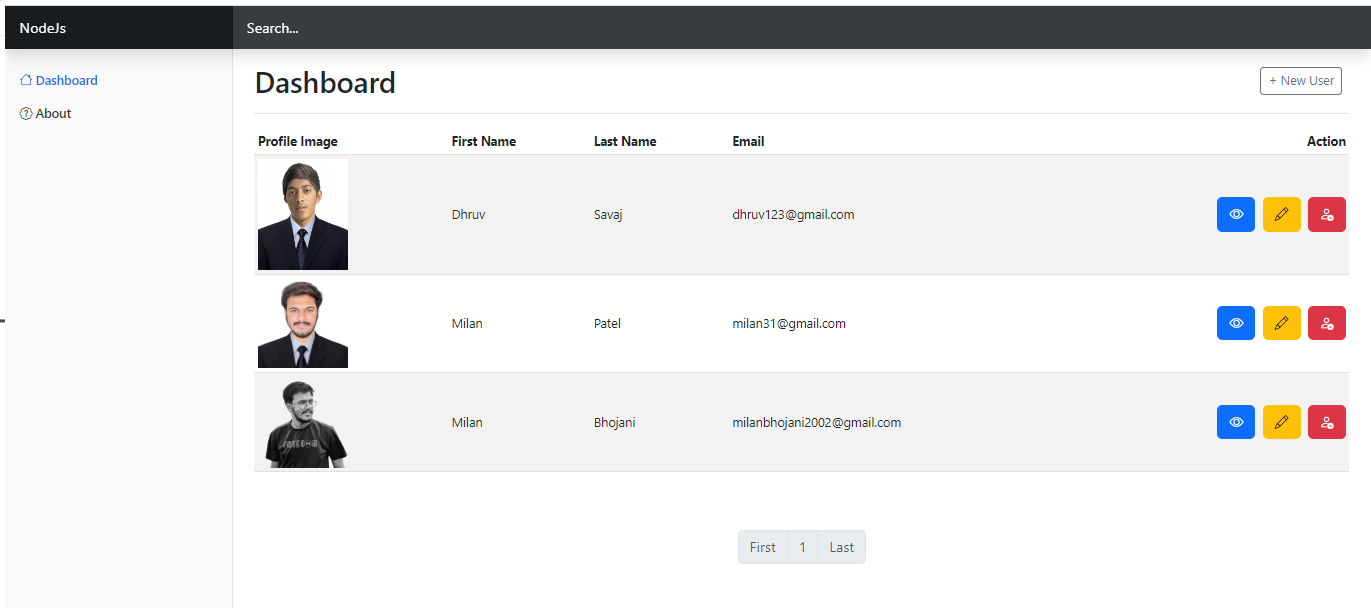 NodeJs
Search...
Dashboard
About
Dashboard
+ New User
Profile Image First Name Last Name Email Action
Dhruv Savaj dhruv123@gmail.com
Milan Patel milan31@gmail.com
Milan Bhojani milanbhojani2002@gmail.com
First 1 Last